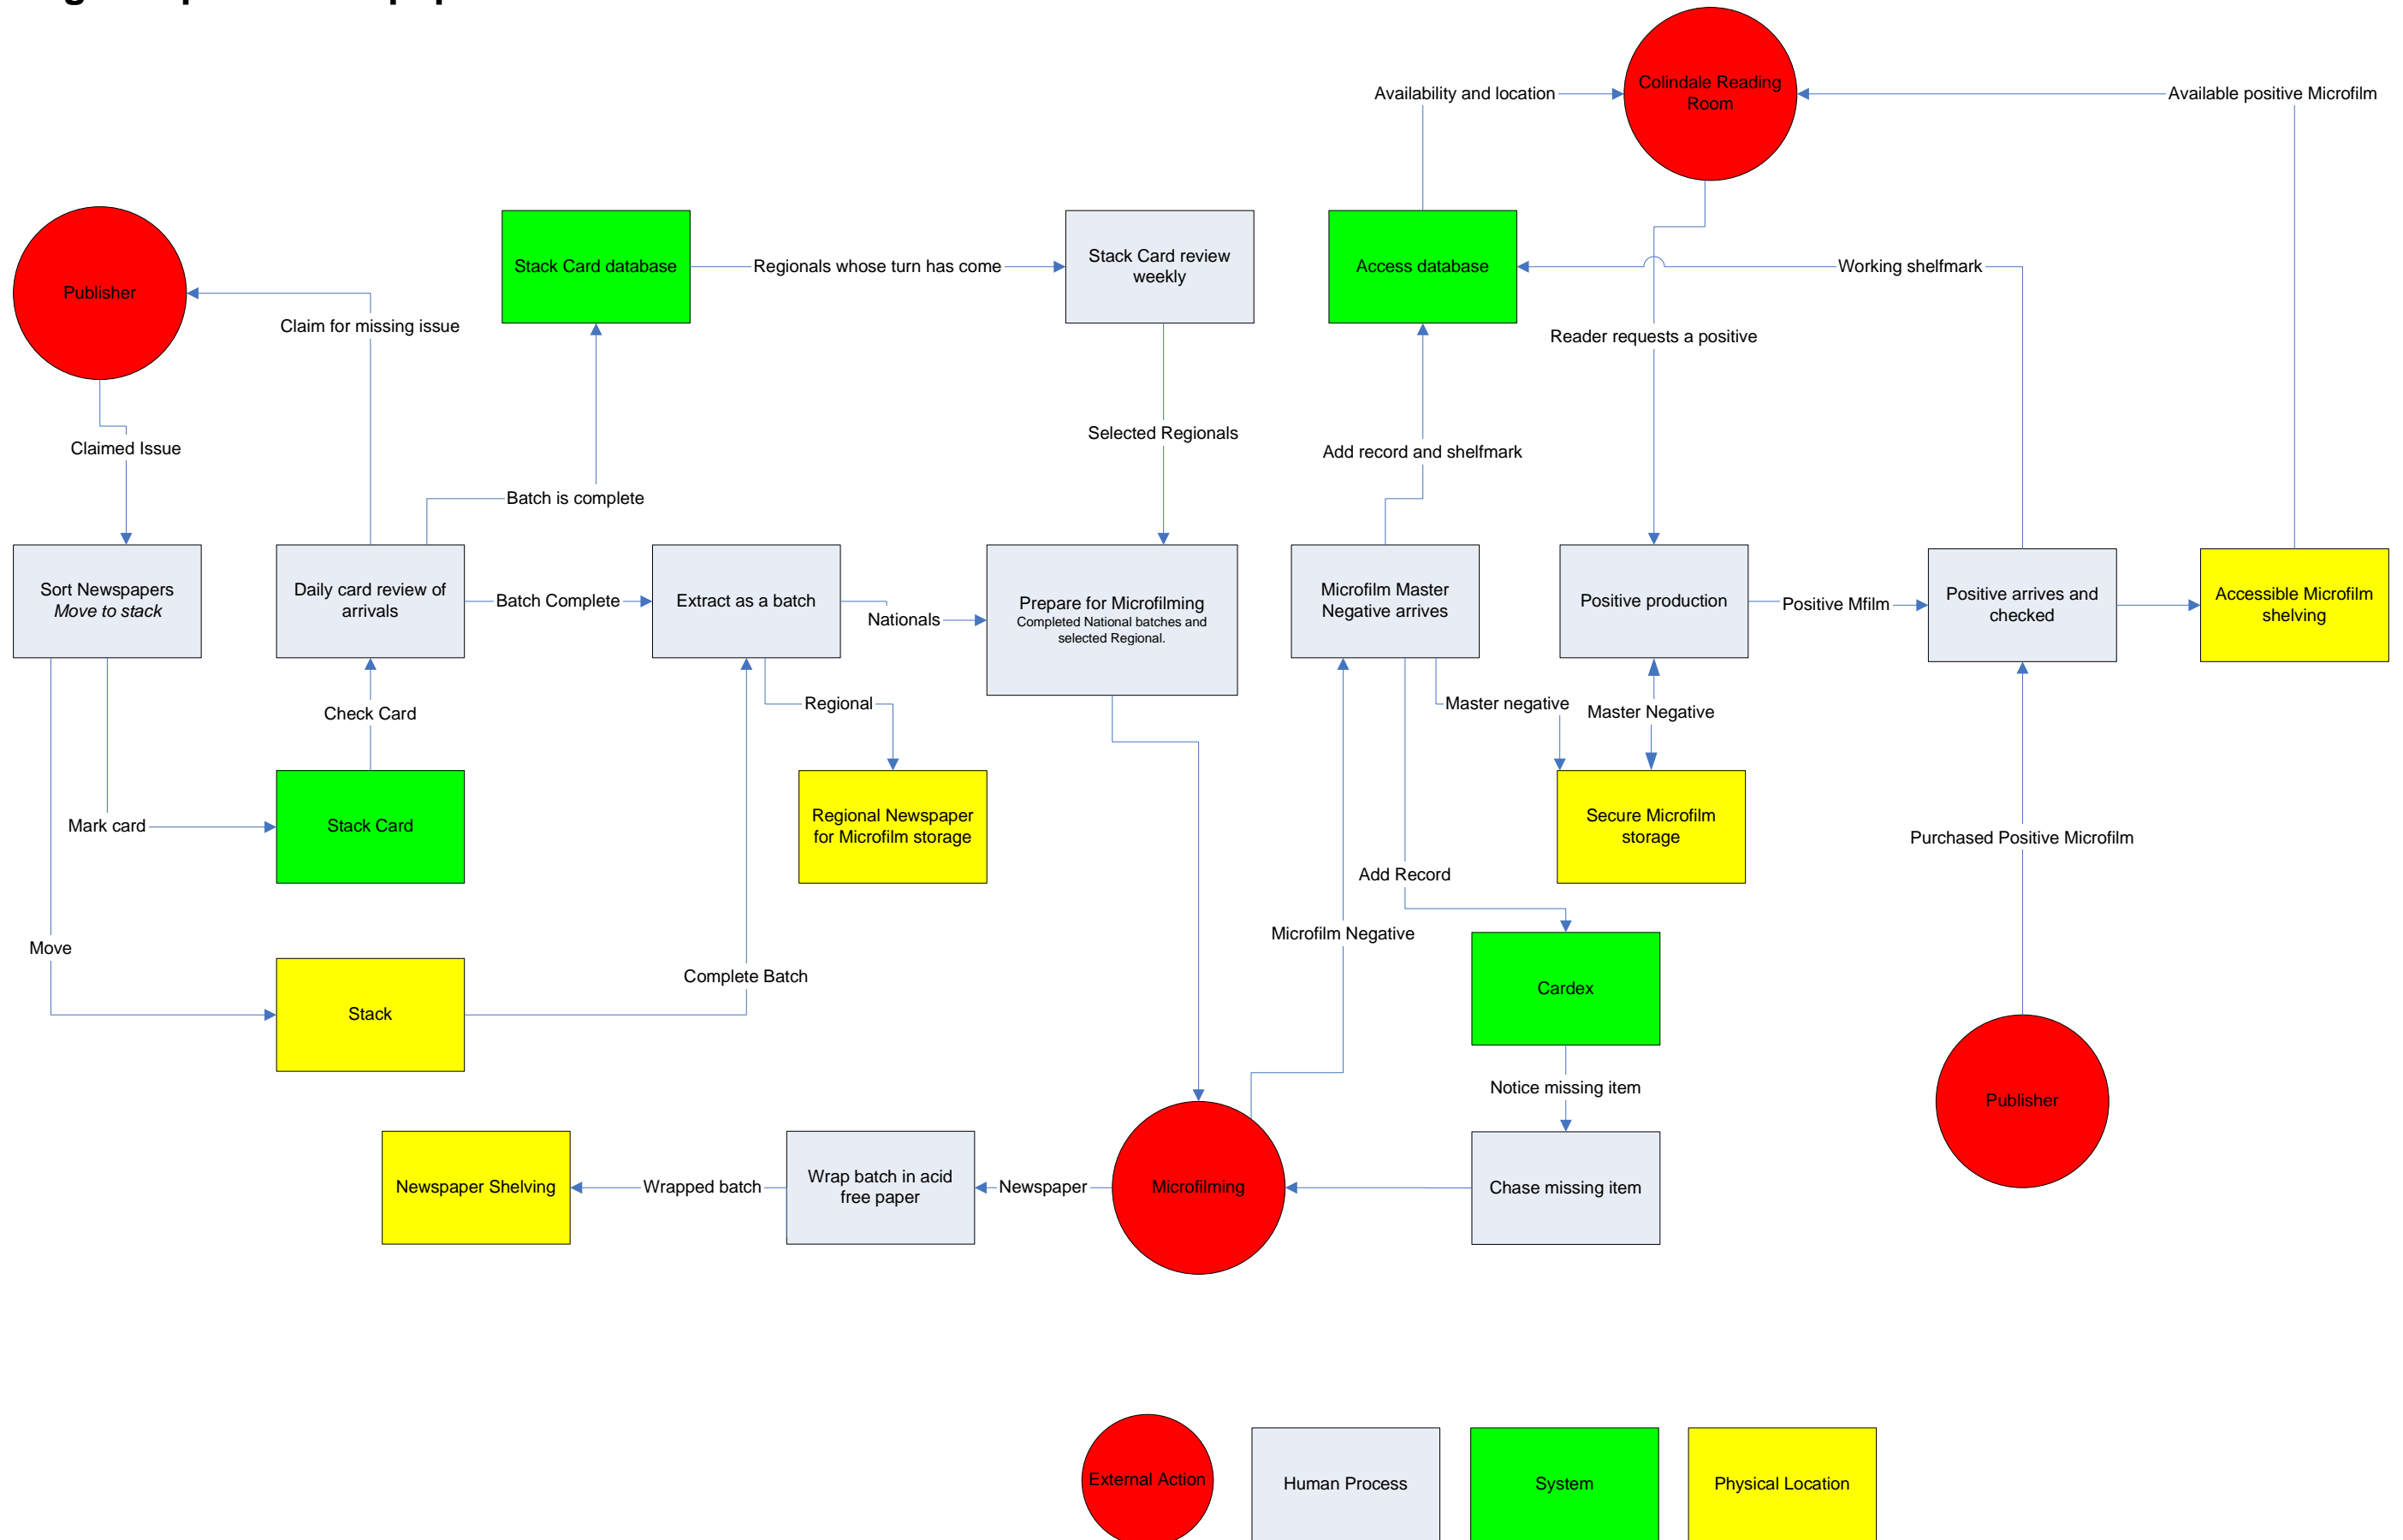 Colindale Reading
Room
Availability and location
Available positive Microfilm
Publisher
Stack Card database
Regionals whose turn has come
Stack Card review
weekly
Access database
Working shelfmark
Claim for missing issue
Reader requests a positive
Claimed Issue
Selected Regionals
Add record and shelfmark
Batch is complete
Sort Newspapers
Move to stack
Daily card review of
arrivals
Batch Complete
Extract as a batch
Nationals
Prepare for Microfilming
Completed National batches and
selected Regional.
Microfilm Master
Negative arrives
Positive production
Positive Mfilm
Positive arrives and
checked
Accessible Microfilm
shelving
Check Card
Regional
Master negative
Master Negative
Mark card
Stack Card
Regional Newspaper
for Microfilm storage
Secure Microfilm
storage
Purchased Positive Microfilm
Add Record
Move
Microfilm Negative
Complete Batch
Stack
Cardex
Notice missing item
Publisher
Newspaper Shelving
Wrapped batch
Wrap batch in acid
free paper
Newspaper
Microfilming
Chase missing item
External Action
Human Process
System
Physical Location